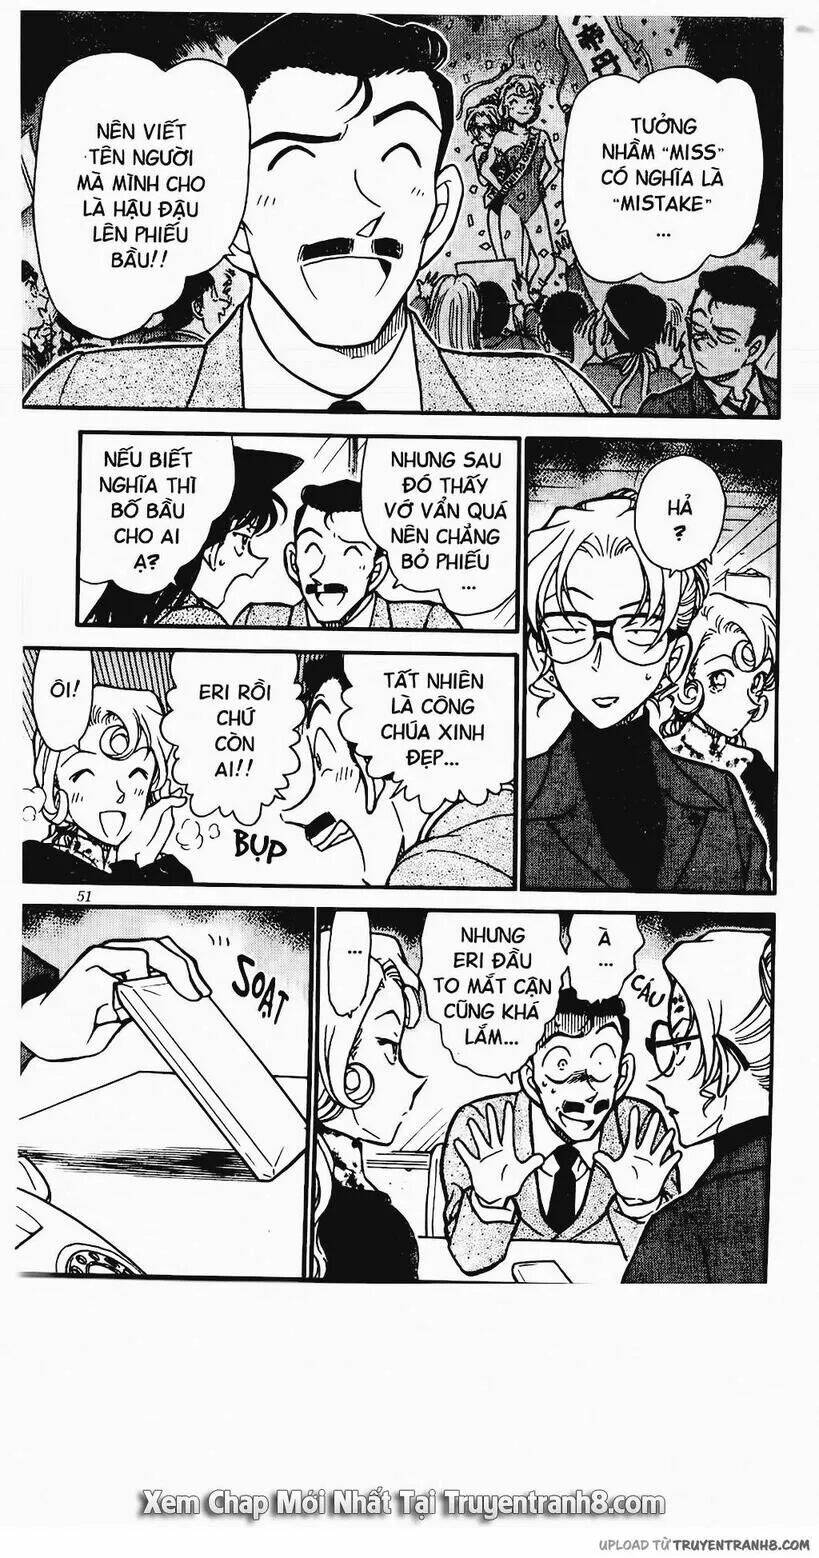 TƯỞNG
NHẦM "MISS"
CÓ NGHĨA LÀ
"MISTAKE"
...
NÊN VIẾT
TÊN NGƯỜI
MÀ MÌNH CHO
LÀ HẬU ĐẬU
LÊN PHIẾU
BẦU!!
HẢ
?
NHƯNG SAU
ĐÓ THẤY
VỚ VẨN QUÁ
NÊN CHẲNG
BỎ PHIẾU
...
NẾU BIẾT
NGHĨA THÌ
BỐ BẦU
CHO AI
Ạ?
TẤT NHIÊN
LÀ CÔNG
CHÚA XINH
ĐẸP...
ERI RỒI
CHỨ
CÒN
AI!!
BỤP
ÔI!
51
À
...
CÁU
NHƯNG
ERI ĐẦU
TO MẮT CẬN
CŨNG KHÁ
LẮM...
...
SOẠT
Xem Chap Mới Nhất Tại Truyentranh8.com
UPLOAD TỪ TRUYENTRANH8.COM